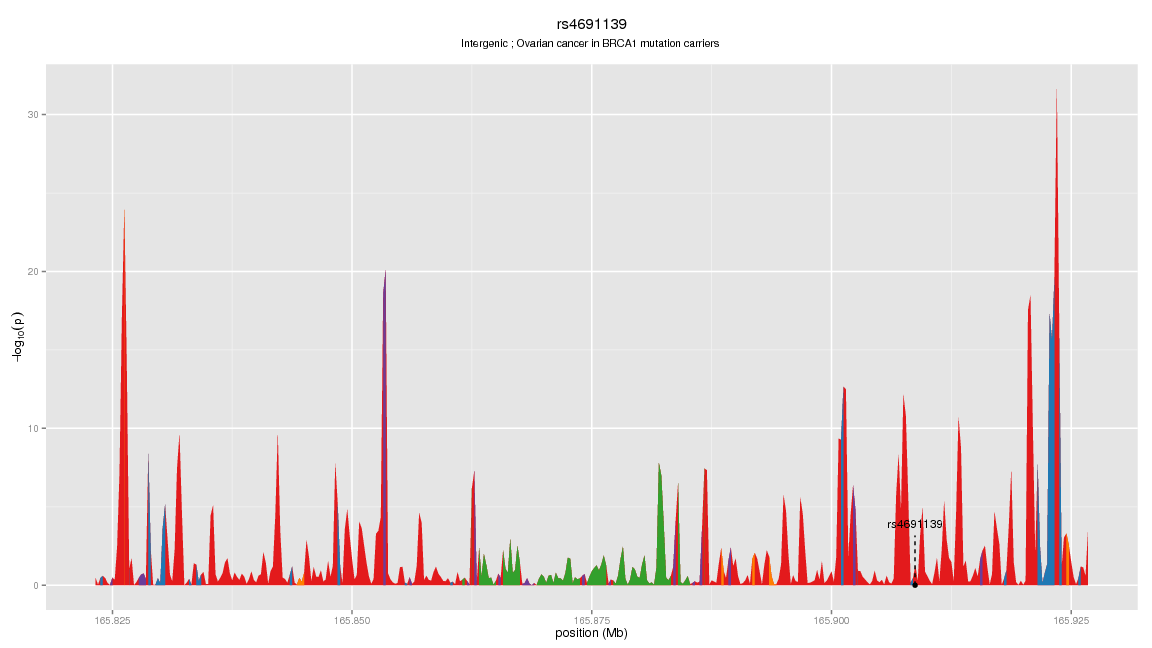 rs4691139
Intergenic ; Ovarian cancer in BRCA1 mutation carriers
30
20
10
0
−log10(p)
rs4691139
165.825
165.850
165.875
165.900
165.925
position (Mb)